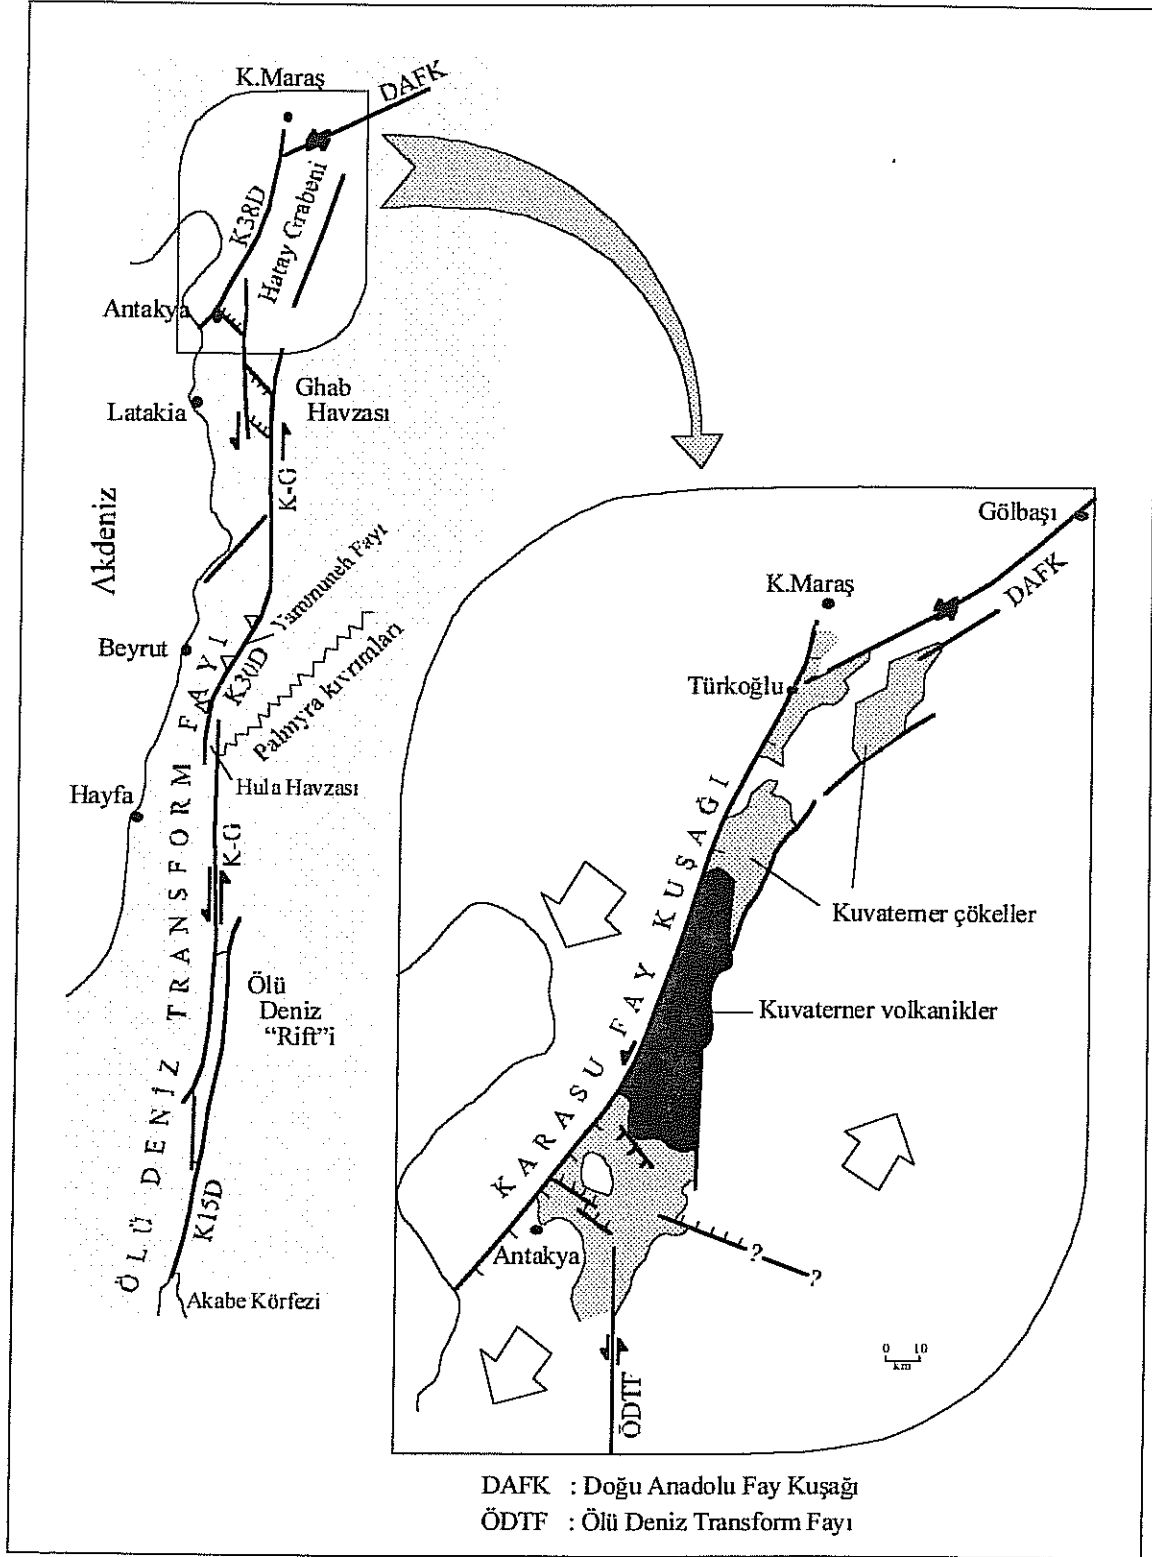 K.Maraş
DAFK
K38D
Hatay Grabeni
Antakya
Latakia
Ghab
Havzası
K-G
Akdeniz
Yammuneh Fayı
Beyrut
K30D
Palmyra kıvrımları
Hula Havzası
Hayfa
K-G
ÖLÜ DENİZ TRANSFORM FAYI
Ölü
Deniz
"Rift"i
K15D
Akabe Körfezi
Gölbaşı
K.Maraş
DAFK
Türkoğlu
KARASU FAY KUŞAĞI
Kuvaterner çökeller
Kuvaterner volkanikler
Antakya
?
?
0 10
km
ÖDTF
DAFK : Doğu Anadolu Fay Kuşağı
ÖDTF : Ölü Deniz Transform Fayı